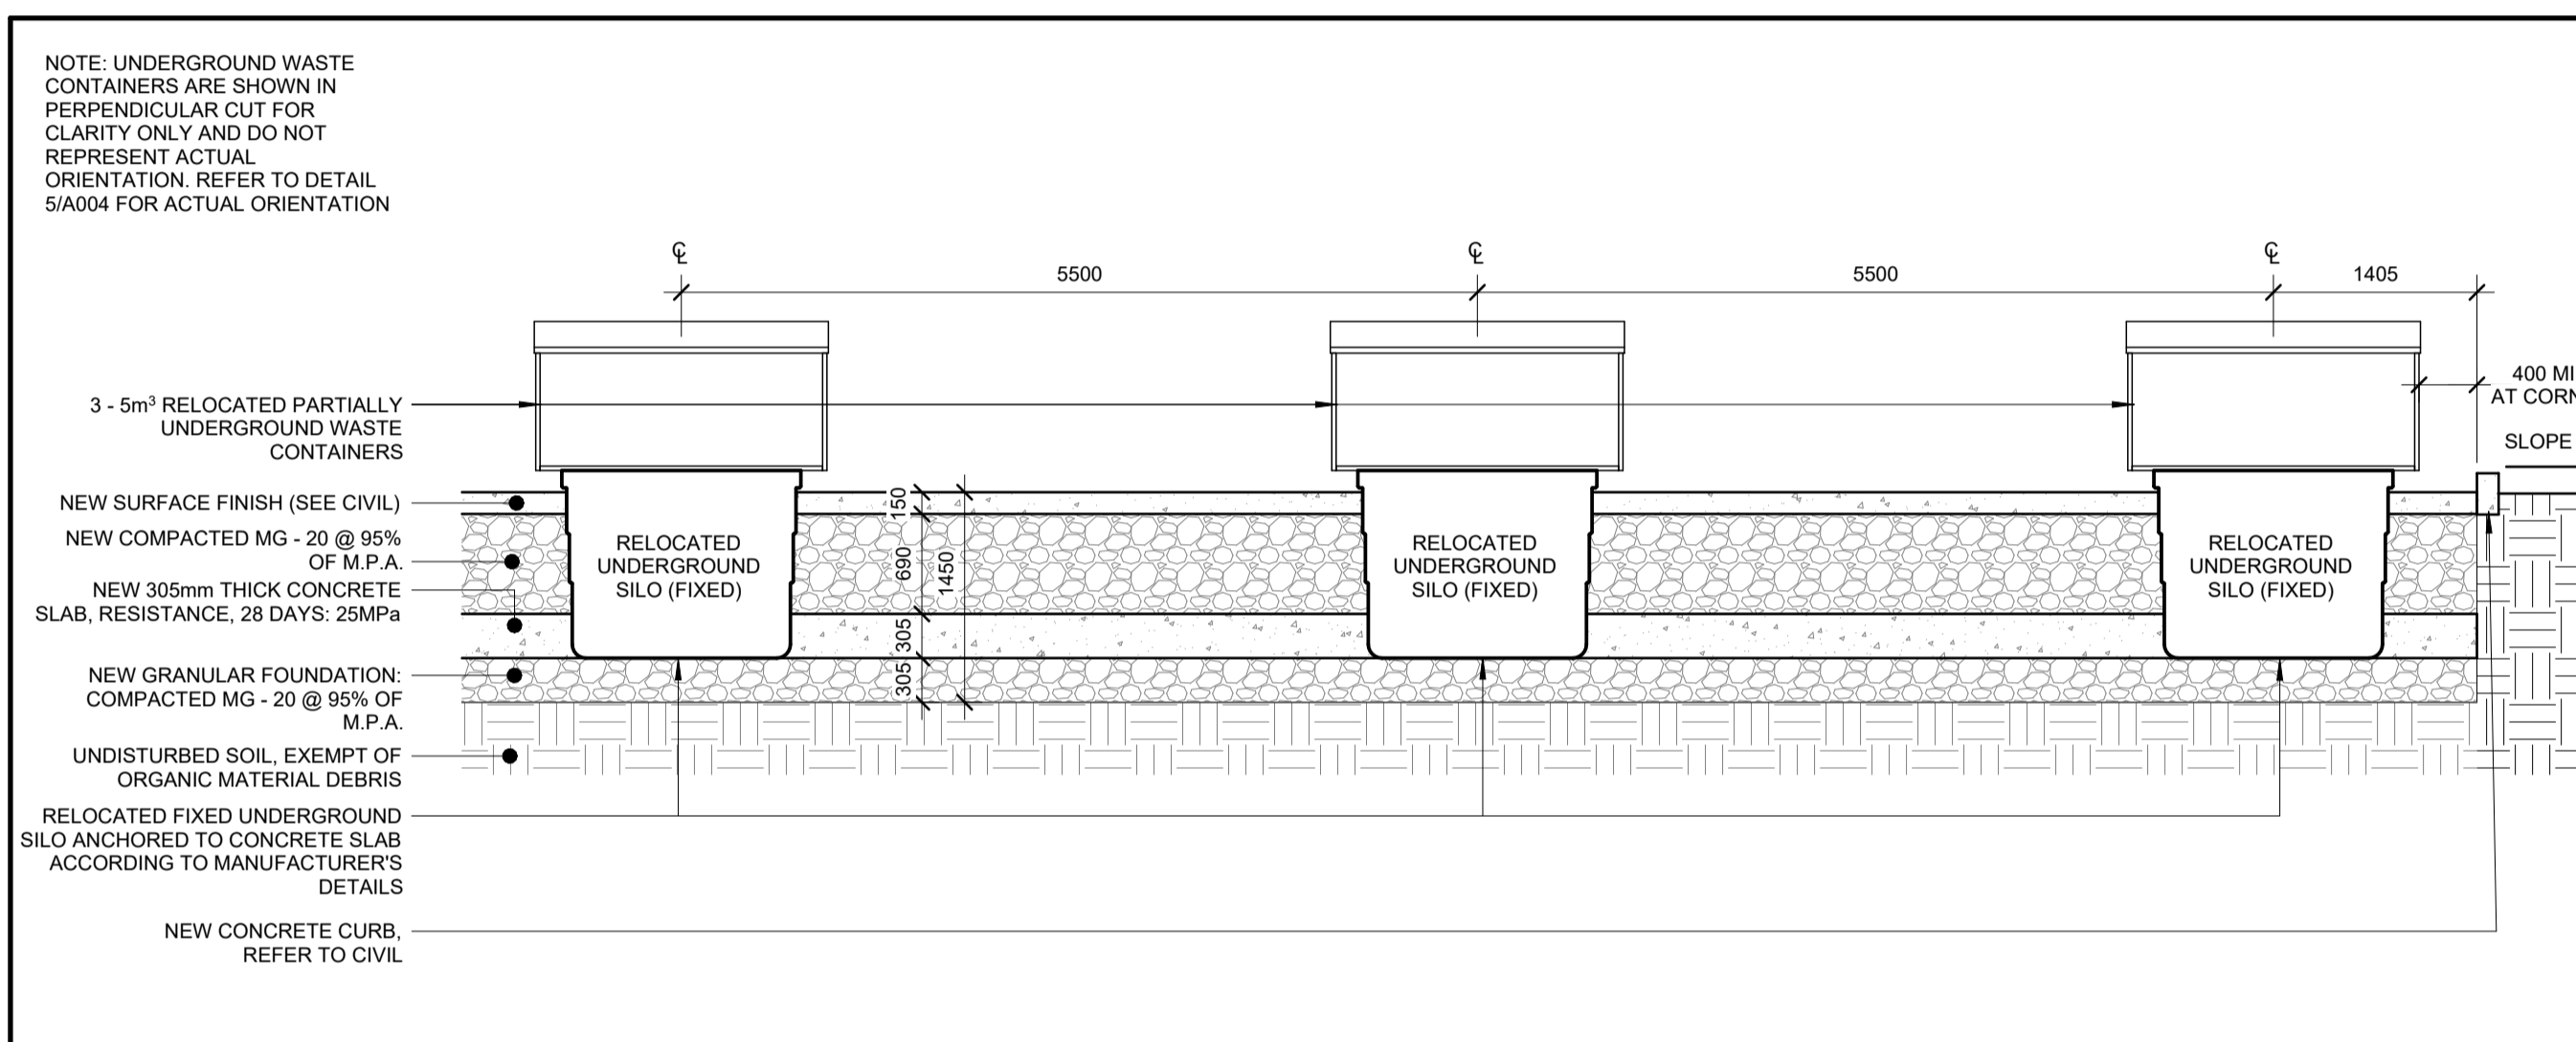 NOTE: UNDERGROUND WASTE
CONTAINERS ARE SHOWN IN
PERPENDICULAR CUT FOR
CLARITY ONLY AND DO NOT
REPRESENT ACTUAL
ORIENTATION. REFER TO DETAIL
5/A004 FOR ACTUAL ORIENTATION
℄
℄
℄
5500
5500
1405
400 MI
AT CORN
SLOPE
3 - 5m³ RELOCATED PARTIALLY
UNDERGROUND WASTE
CONTAINERS
NEW SURFACE FINISH (SEE CIVIL)
NEW COMPACTED MG - 20 @ 95%
OF M.P.A.
NEW 305mm THICK CONCRETE
SLAB, RESISTANCE, 28 DAYS: 25MPa
NEW GRANULAR FOUNDATION:
COMPACTED MG - 20 @ 95% OF
M.P.A.
UNDISTURBED SOIL, EXEMPT OF
ORGANIC MATERIAL DEBRIS
RELOCATED FIXED UNDERGROUND
SILO ANCHORED TO CONCRETE SLAB
ACCORDING TO MANUFACTURER'S
DETAILS
NEW CONCRETE CURB,
REFER TO CIVIL
RELOCATED
UNDERGROUND
SILO (FIXED)
150
690
305
305
1450
RELOCATED
UNDERGROUND
SILO (FIXED)
RELOCATED
UNDERGROUND
SILO (FIXED)